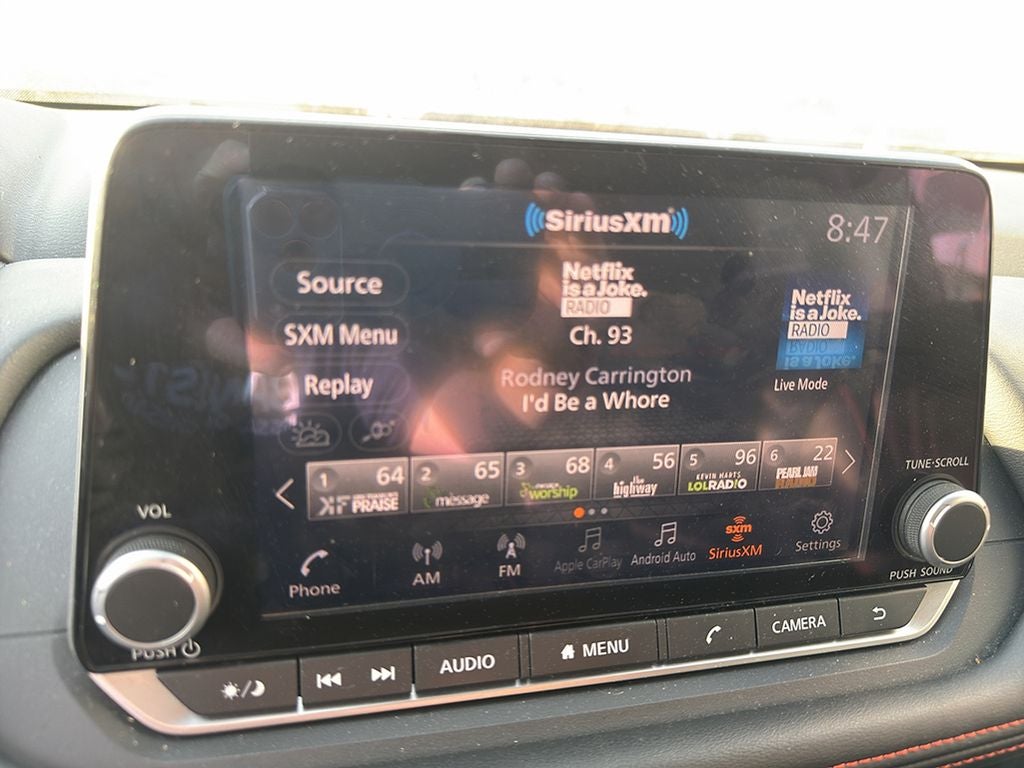 SiriusXM
8:47
Source
SXM Menu
Replay
Netflix
is a Joke.
RADIO
Ch. 93
Rodney Carrington
I'd Be a Whore
Netflix
is a Joke.
RADIO
Live Mode
1 64
PRAISE
2 65
message
3 68
worship
4 56
the
highway
5 96
KEVIN HART'S
LOL RADIO
6 22
PEARL JAM
RADIO
Phone
AM
FM
Apple CarPlay
Android Auto
sxm
SiriusXM
Settings
VOL
PUSH
TUNE·SCROLL
PUSH SOUND
AUDIO
MENU
CAMERA